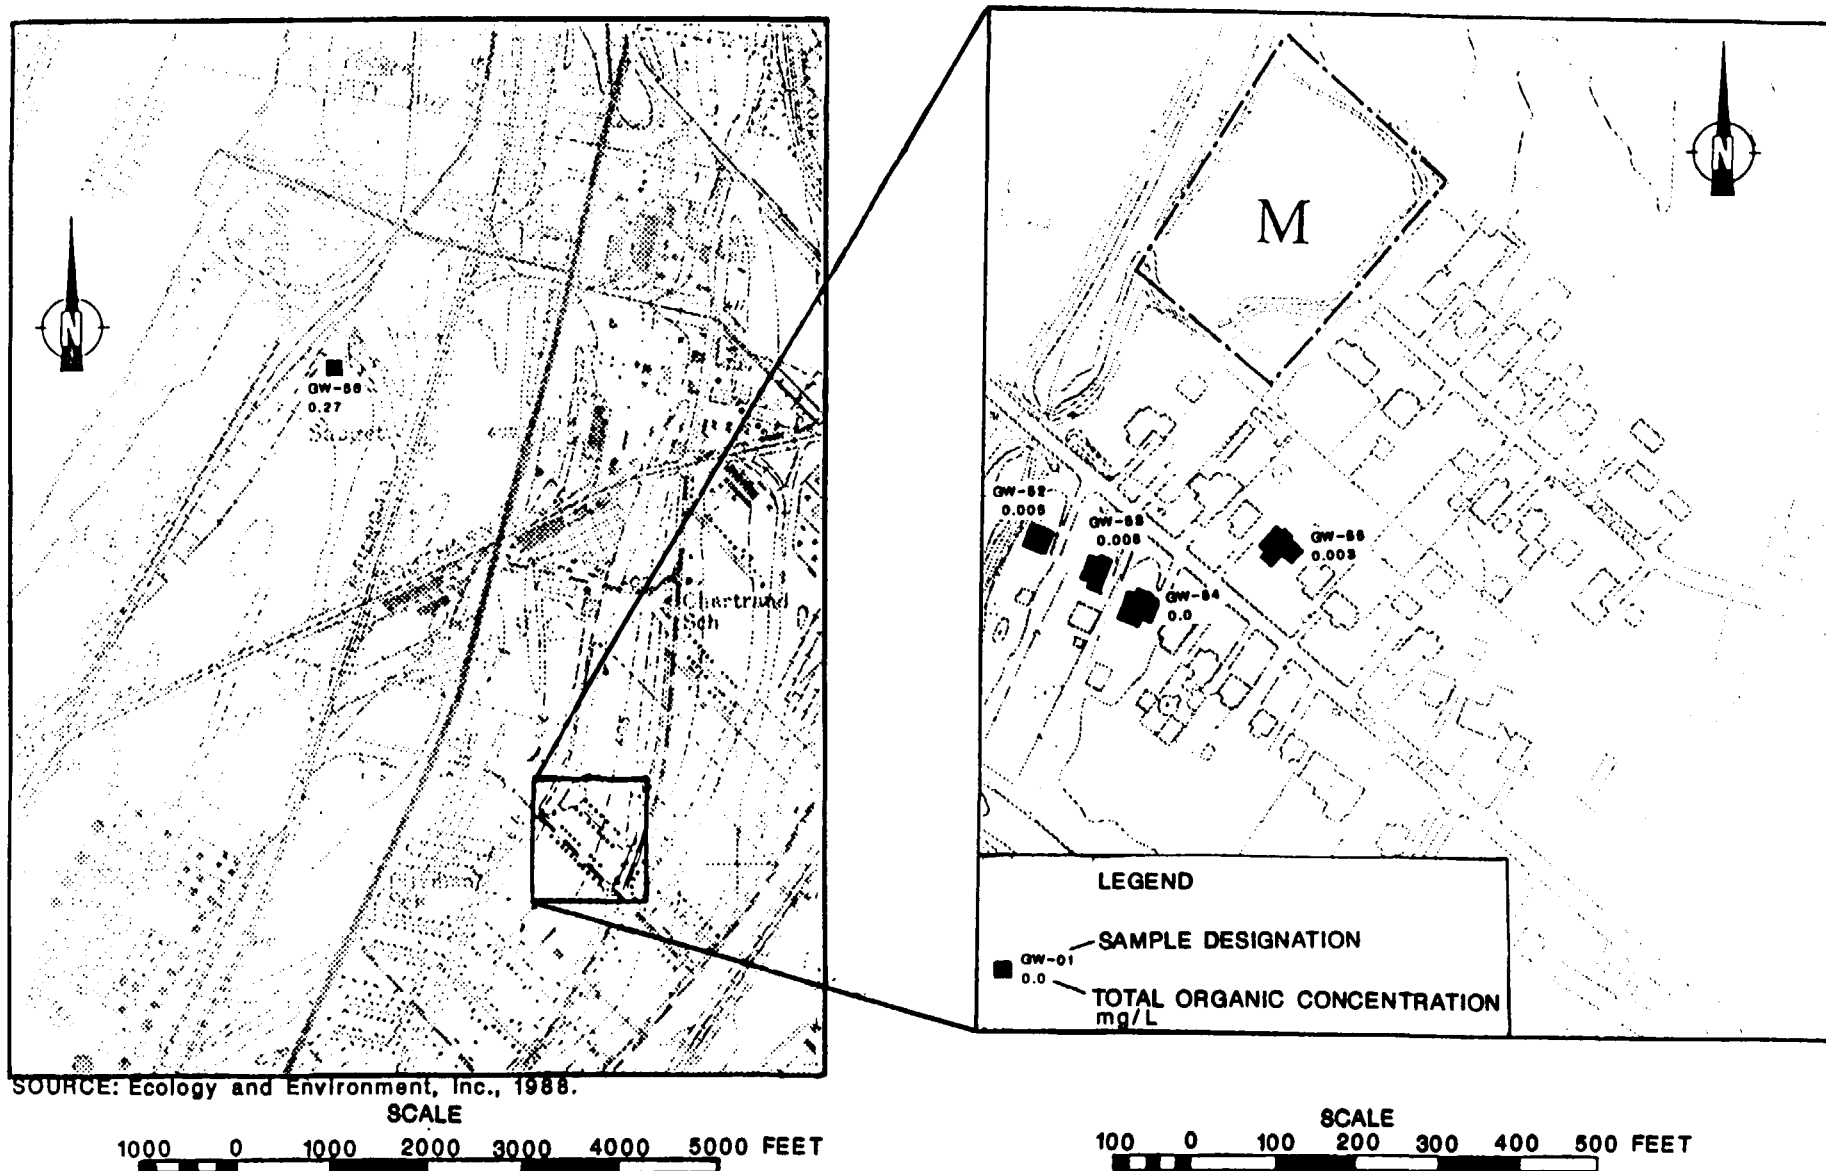 N
GW-56
0.27
Sauget
Chartrand
Sch
SOURCE: Ecology and Environment, Inc., 1988.
SCALE
1000 0 1000 2000 3000 4000 5000 FEET
M
N
GW-52
0.005
GW-53
0.008
GW-54
0.0
GW-55
0.003
LEGEND
SAMPLE DESIGNATION
GW-01
0.0
TOTAL ORGANIC CONCENTRATION
mg/L
SCALE
100 0 100 200 300 400 500 FEET